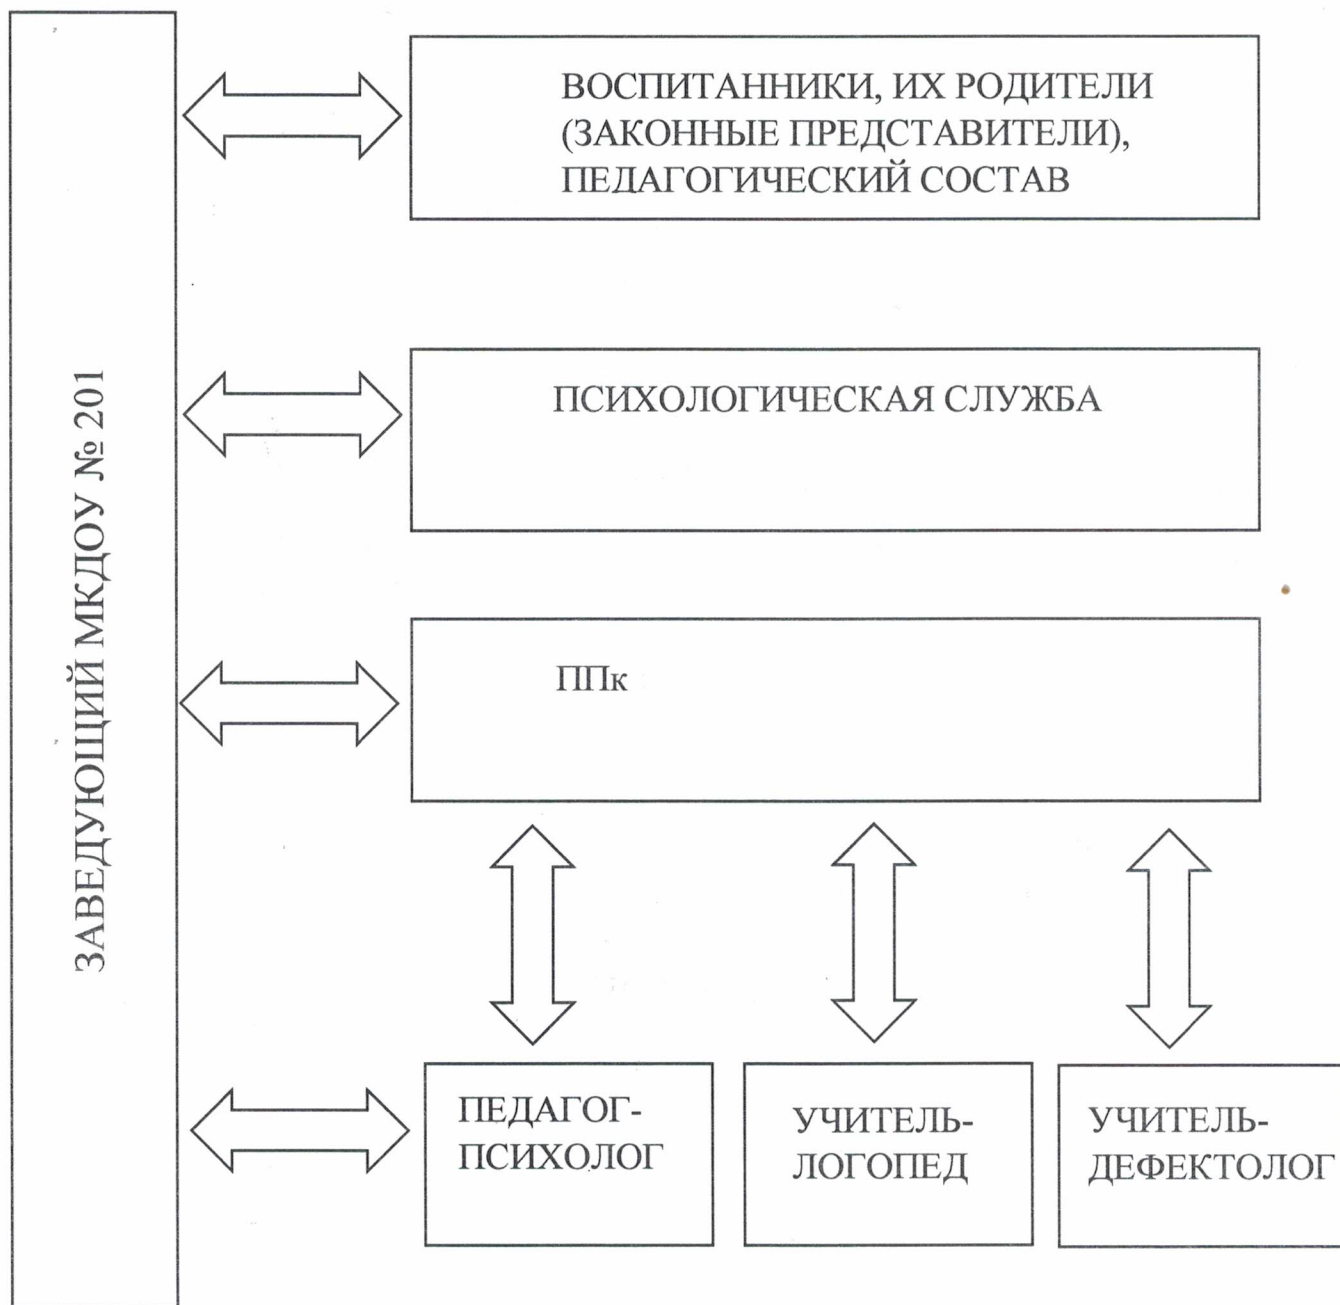 ЗАВЕДУЮЩИЙ МКДОУ № 201
ВОСПИТАННИКИ, ИХ РОДИТЕЛИ
(ЗАКОННЫЕ ПРЕДСТАВИТЕЛИ),
ПЕДАГОГИЧЕСКИЙ СОСТАВ
ПСИХОЛОГИЧЕСКАЯ СЛУЖБА
ППк
ПЕДАГОГ-
ПСИХОЛОГ
УЧИТЕЛЬ-
ЛОГОПЕД
УЧИТЕЛЬ-
ДЕФЕКТОЛОГ